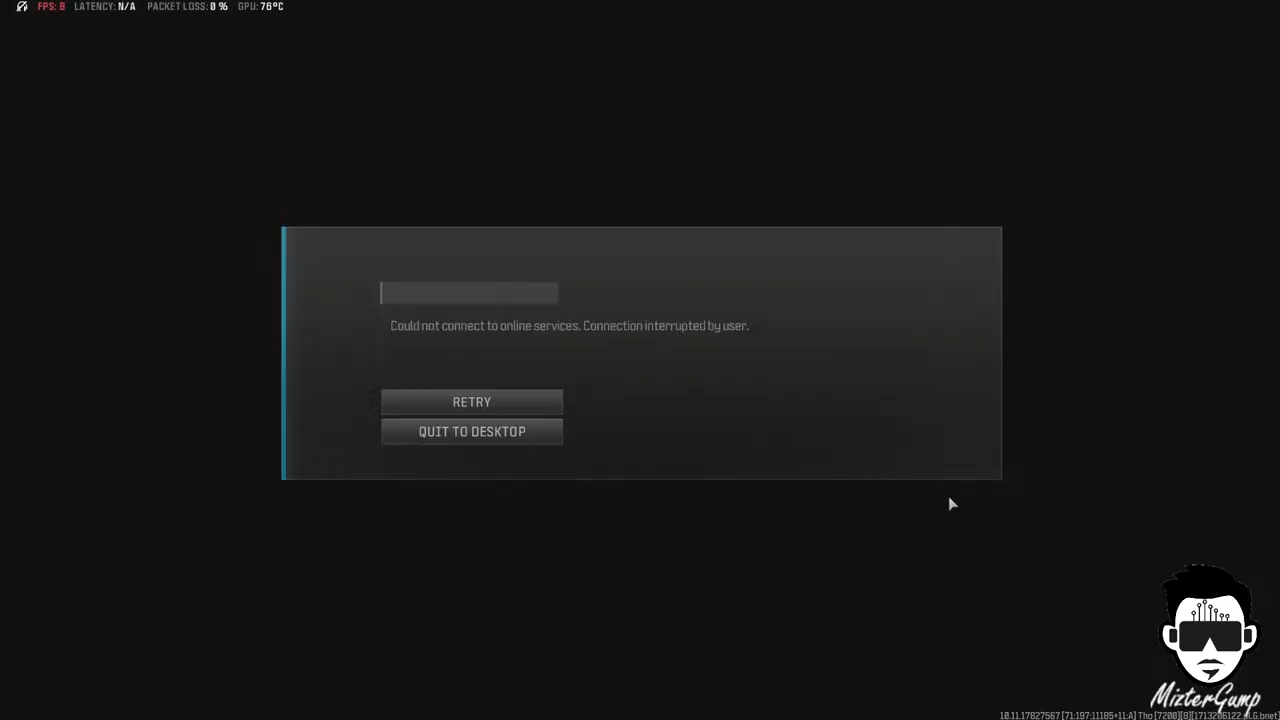 FPS: 8 LATENCY: N/A PACKET LOSS: 0 % GPU: 76°C
Could not connect to online services. Connection interrupted by user.
RETRY
QUIT TO DESKTOP
MizterGump